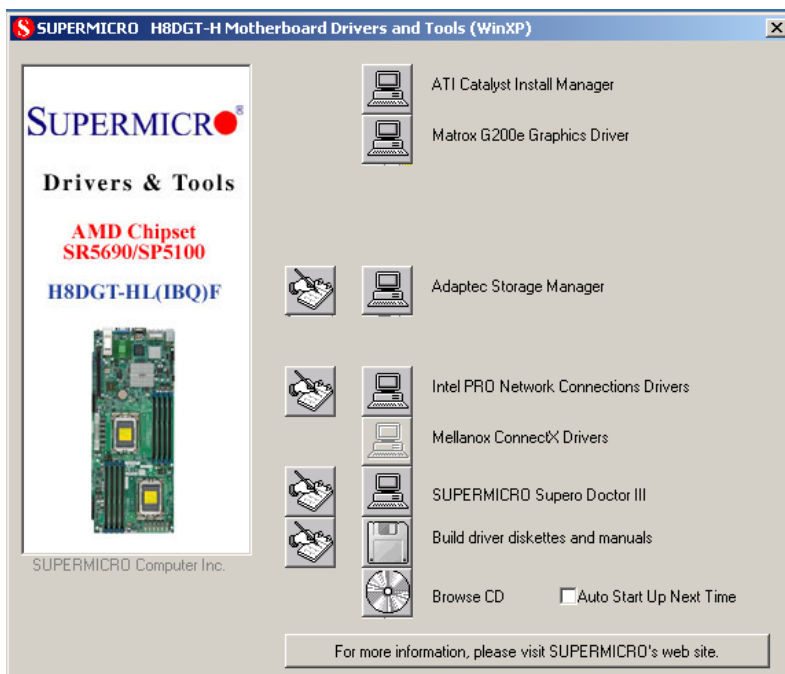 SUPERMICRO H8DGT-H Motherboard Drivers and Tools (WinXP)
SUPERMICRO®
Drivers & Tools
AMD Chipset
SR5690/SP5100
H8DGT-HL(IBQ)F
SUPERMICRO Computer Inc.
ATI Catalyst Install Manager
Matrox G200e Graphics Driver
Adaptec Storage Manager
Intel PRO Network Connections Drivers
Mellanox ConnectX Drivers
SUPERMICRO Supero Doctor III
Build driver diskettes and manuals
Browse CD
Auto Start Up Next Time
For more information, please visit SUPERMICRO's web site.